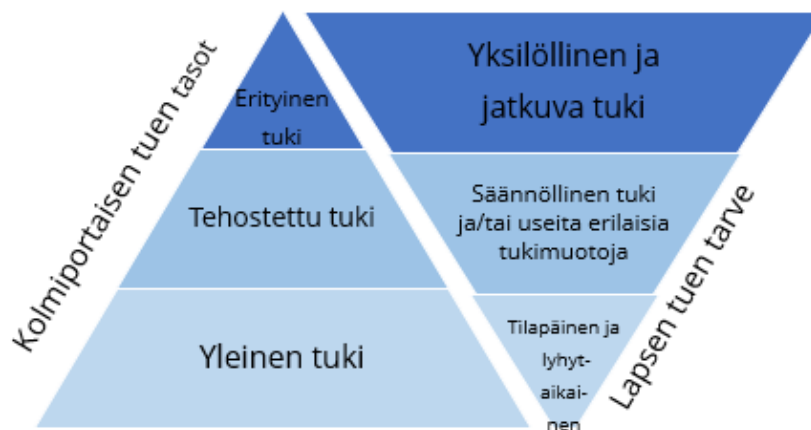 Kolmiportaisen tuen tasot
Erityinen
tuki
Tehostettu tuki
Yleinen tuki
Yksilöllinen ja
jatkuva tuki
Säännöllinen tuki
ja/tai useita erilaisia
tukimuotoja
Tilapäinen ja
lyhyt-
aikai-
nen
Lapsen tuen tarve